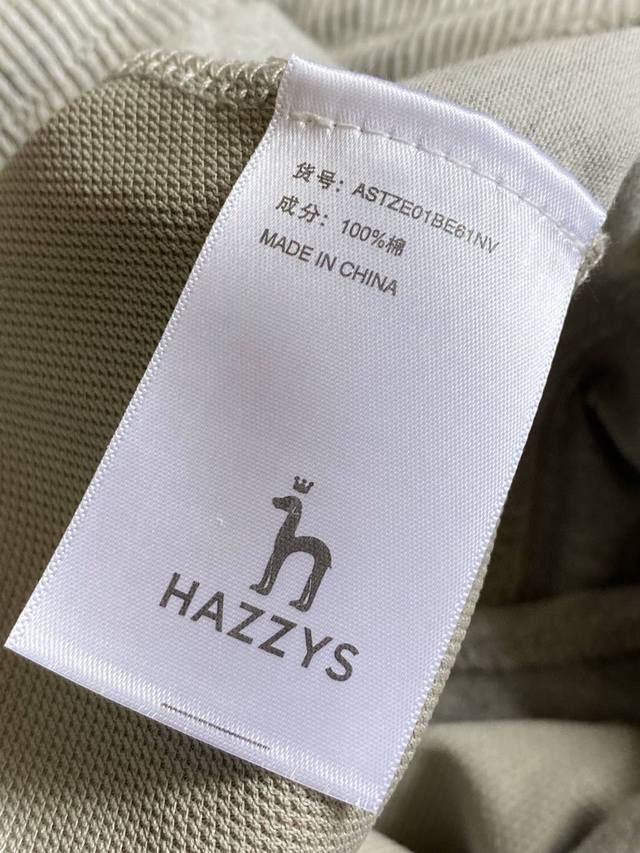 货号：ASTZE01BE61NV
成分：100%棉
MADE IN CHINA
HAZZYS